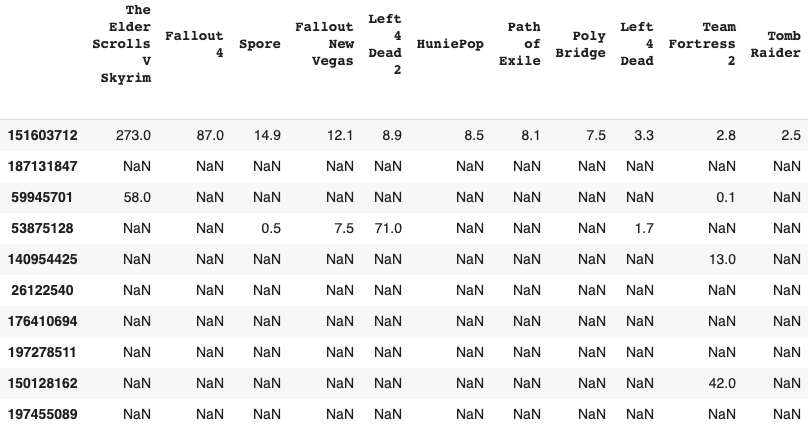 The Elder Scrolls V Skyrim Fallout 4 Spore Fallout New Vegas Left 4 Dead 2 HuniePop Path of Exile Poly Bridge Left 4 Dead Team Fortress 2 Tomb Raider
151603712 273.0 87.0 14.9 12.1 8.9 8.5 8.1 7.5 3.3 2.8 2.5
187131847 NaN NaN NaN NaN NaN NaN NaN NaN NaN NaN NaN
59945701 58.0 NaN NaN NaN NaN NaN NaN NaN NaN 0.1 NaN
53875128 NaN NaN 0.5 7.5 71.0 NaN NaN NaN 1.7 NaN NaN
140954425 NaN NaN NaN NaN NaN NaN NaN NaN NaN 13.0 NaN
26122540 NaN NaN NaN NaN NaN NaN NaN NaN NaN NaN NaN
176410694 NaN NaN NaN NaN NaN NaN NaN NaN NaN NaN NaN
197278511 NaN NaN NaN NaN NaN NaN NaN NaN NaN NaN NaN
150128162 NaN NaN NaN NaN NaN NaN NaN NaN NaN 42.0 NaN
197455089 NaN NaN NaN NaN NaN NaN NaN NaN NaN NaN NaN